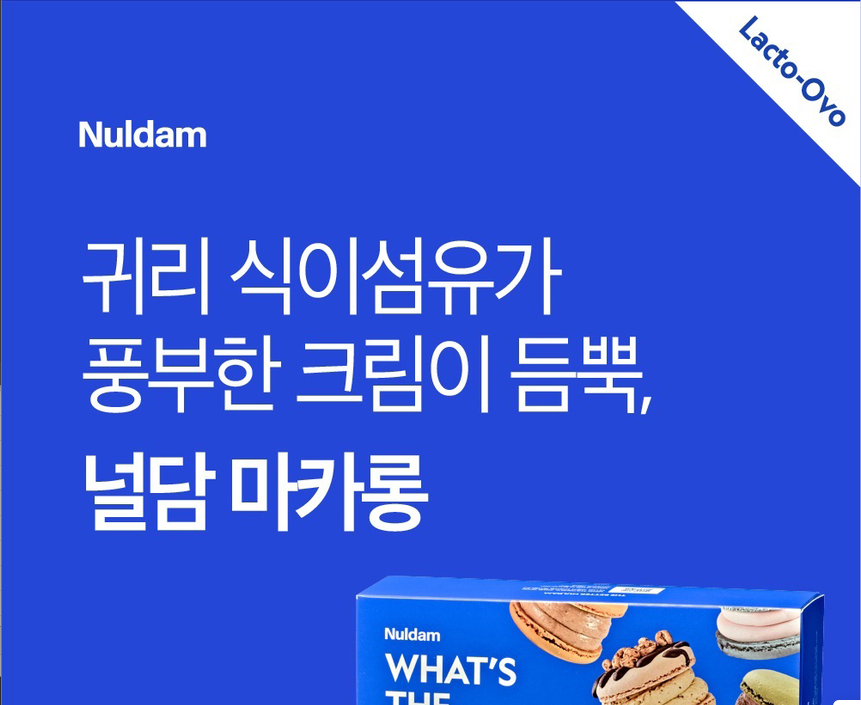 Lacto-Ovo
Nuldam
귀리 식이섬유가
풍부한 크림이 듬뿍,
널담 마카롱
Nuldam
WHAT'S
THE